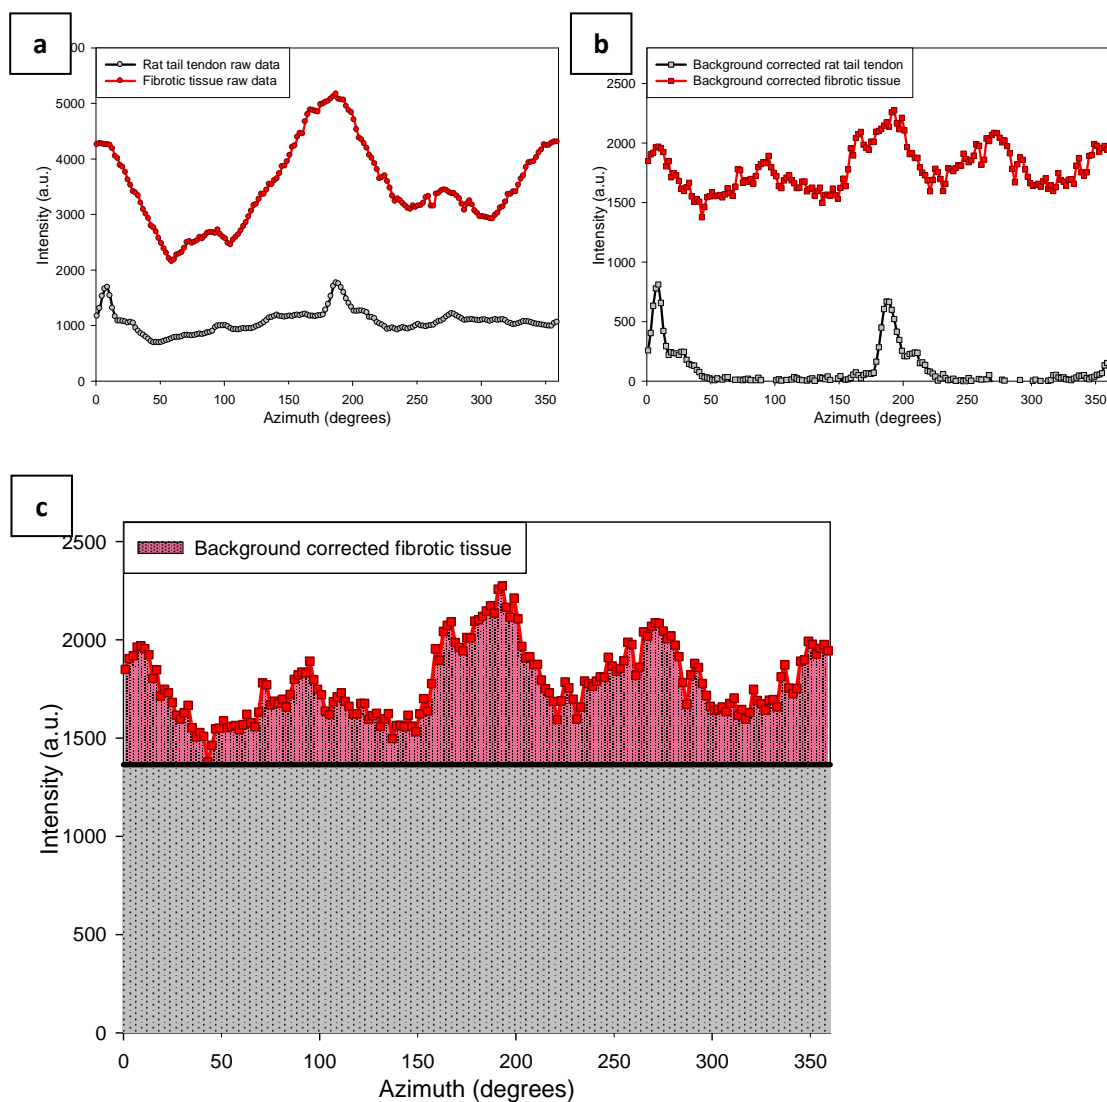 a
000
5000
4000
3000
2000
1000
0
Intensity (a.u.)
Rat tail tendon raw data
Fibrotic tissue raw data
0 50 100 150 200 250 300 350
Azimuth (degrees)
b
2500
2000
1500
1000
500
0
Intensity (a.u.)
Background corrected rat tail tendon
Background corrected fibrotic tissue
0 50 100 150 200 250 300 350
Azimuth (degrees)
c
2500
2000
1500
1000
500
0
Intensity (a.u.)
Background corrected fibrotic tissue
0 50 100 150 200 250 300 350
Azimuth (degrees)